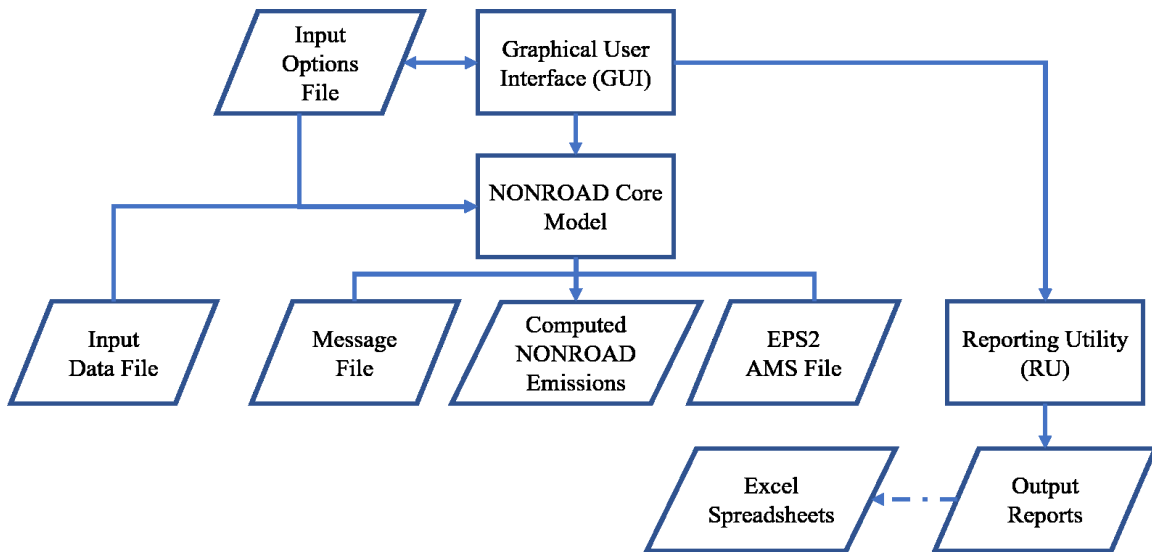 Input
Options
File
Graphical User
Interface (GUI)
NONROAD Core
Model
Input
Data File
Message
File
Computed
NONROAD
Emissions
EPS2
AMS File
Reporting Utility
(RU)
Excel
Spreadsheets
Output
Reports